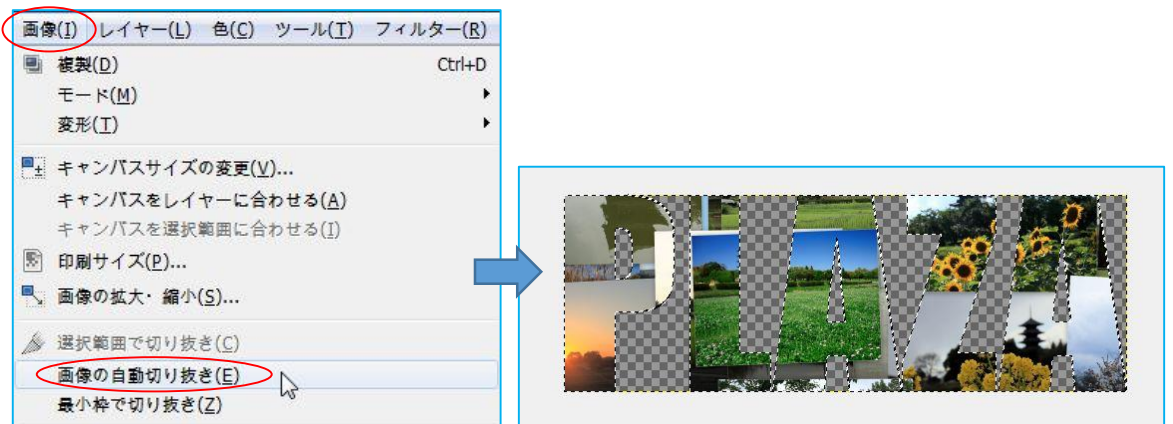 画像(I) レイヤー(L) 色(C) ツール(T) フィルター(R)
複製(D) Ctrl+D
モード(M)
変形(T)
キャンバスサイズの変更(V)...
キャンバスをレイヤーに合わせる(A)
キャンバスを選択範囲に合わせる(I)
印刷サイズ(P)...
画像の拡大・縮小(S)...
選択範囲で切り抜き(C)
画像の自動切り抜き(E)
最小枠で切り抜き(Z)
PLAZA